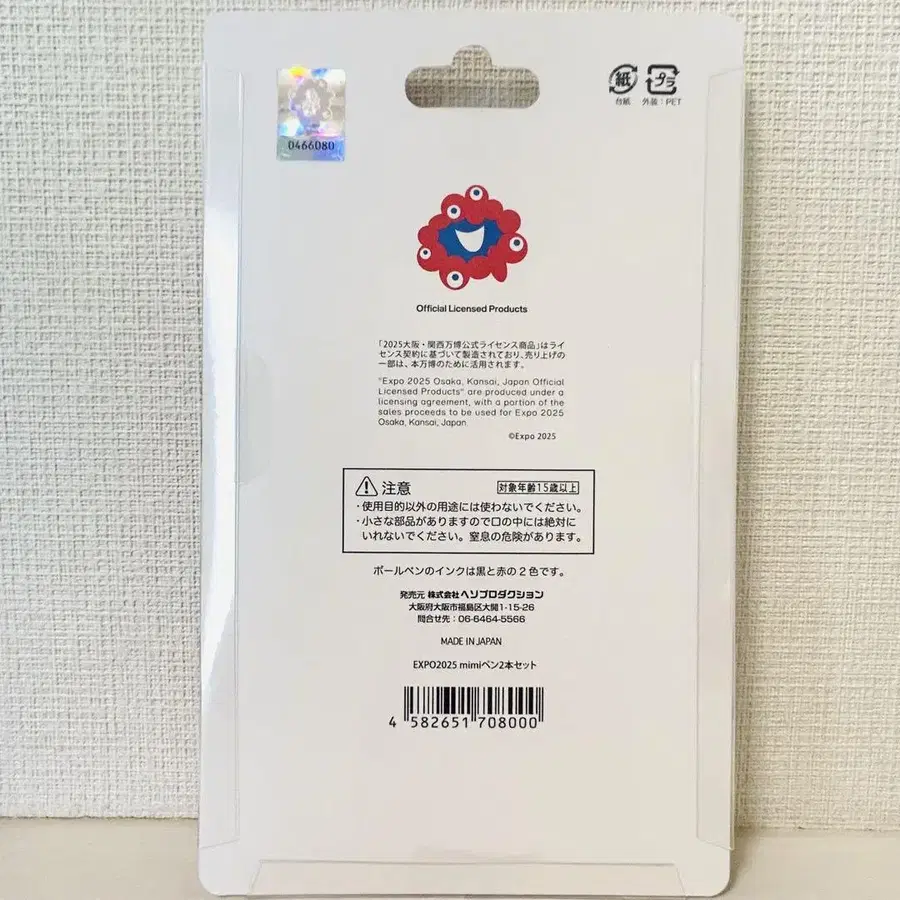 0466080
紙
プラ
台紙 外装:PET
Official Licensed Products
「2025大阪・関西万博公式ライセンス商品」はライ
センス契約に基づいて製造されており、売り上げの
一部は、本万博のために活用されます。
"Expo 2025 Osaka, Kansai, Japan Official
Licensed Products" are produced under a
licensing agreement, with a portion of the
sales proceeds to be used for Expo 2025
Osaka, Kansai, Japan.
©Expo 2025
注意 対象年齢15歳以上
・使用目的以外の用途には使わないでください。
・小さな部品がありますので口の中には絶対に
いれないでください。窒息の危険があります。
ボールペンのインクは黒と赤の2色です。
発売元 株式会社ヘソプロダクション
大阪府大阪市福島区大開1-15-26
問合せ先:06-6464-5566
MADE IN JAPAN
EXPO2025 mimiペン2本セット
4 582651 708000